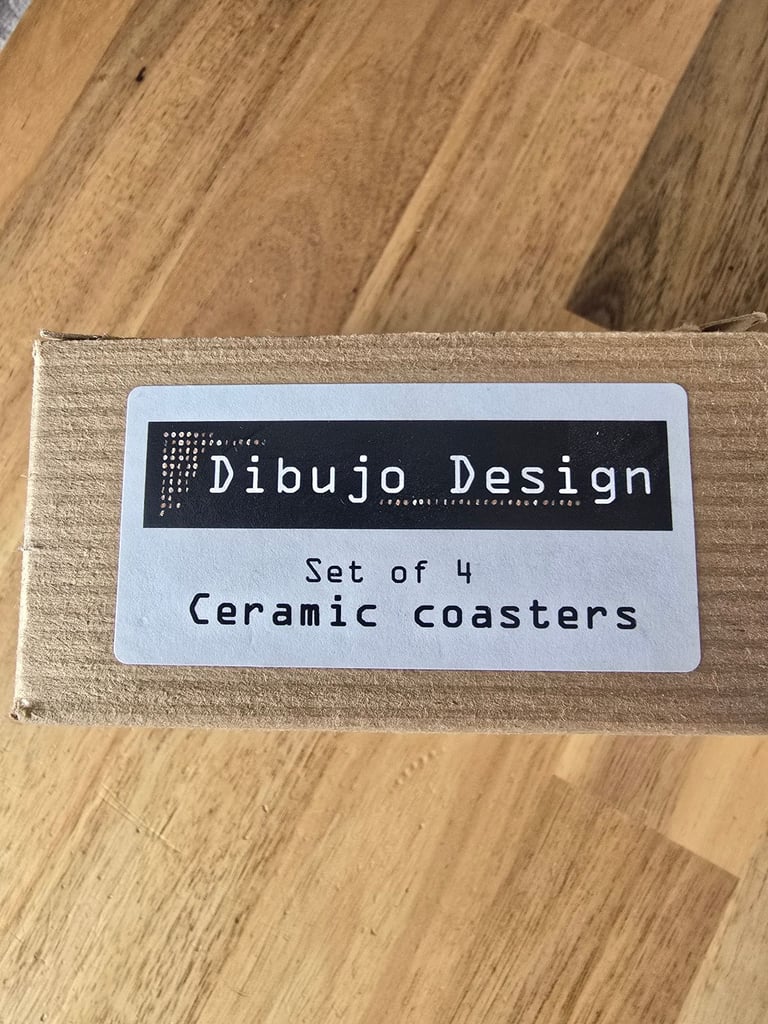 Dibujo Design
Set of 4
Ceramic coasters